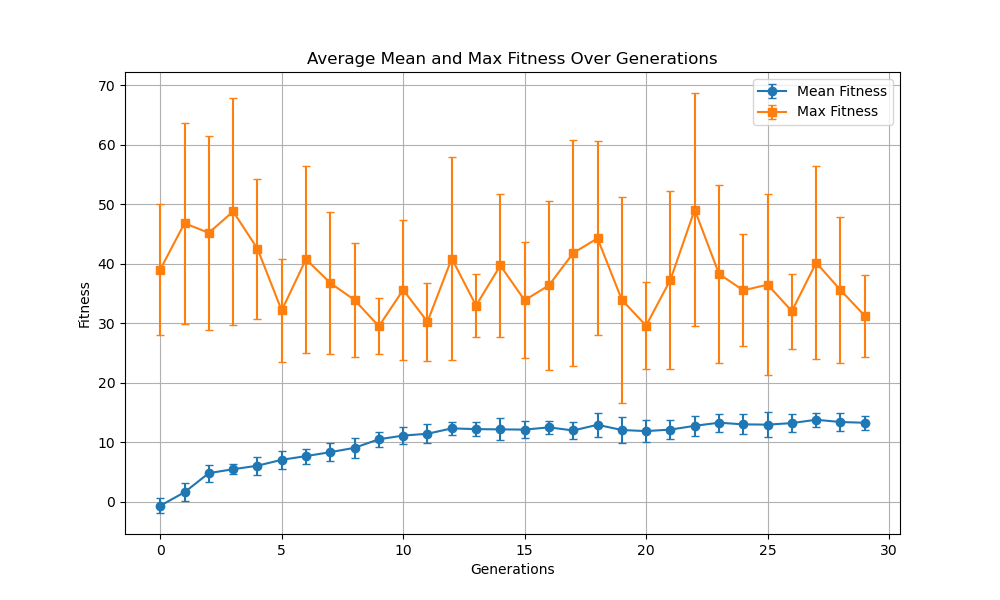 Average Mean and Max Fitness Over Generations
Mean Fitness
Max Fitness
Fitness
70
60
50
40
30
20
10
0
0 5 10 15 20 25 30
Generations